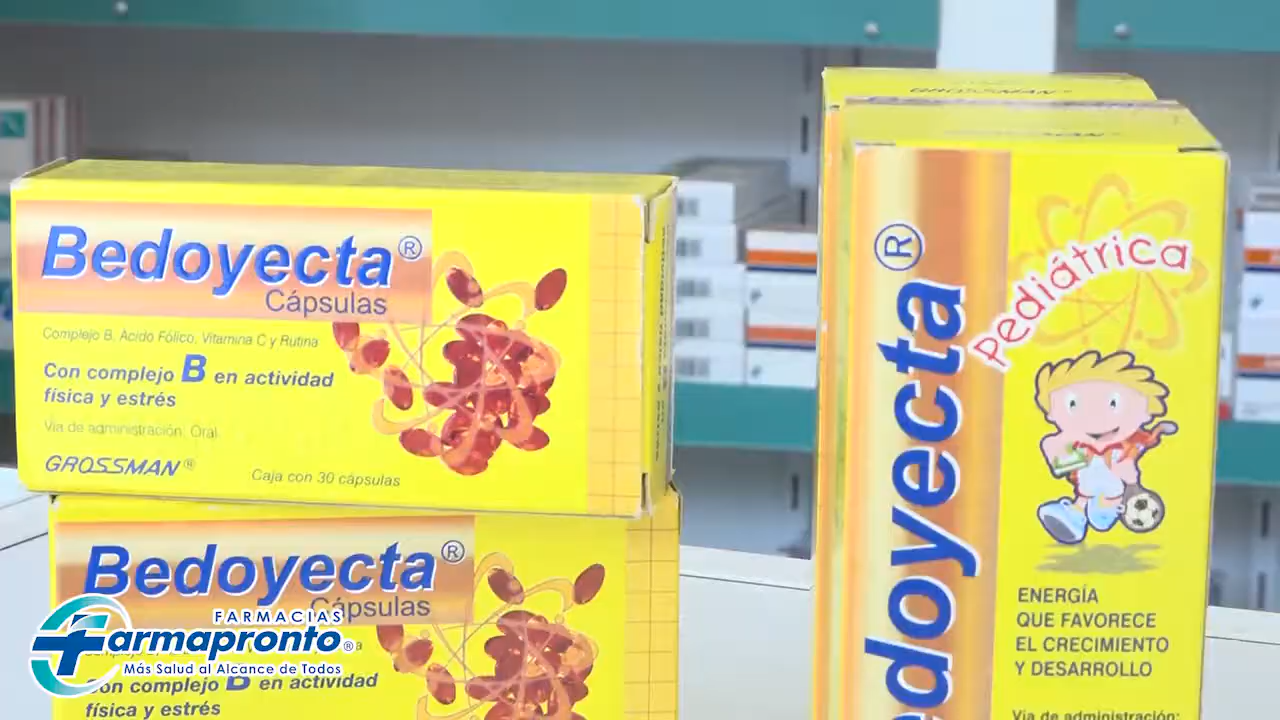 Bedoyecta®
Cápsulas
Complejo B, Ácido Fólico, Vitamina C y Rutina
Con complejo B en actividad
física y estrés
Vía de administración: Oral
GROSSMAN®
Caja con 30 cápsulas
Bedoyecta®
Cápsulas
Con complejo B en actividad
física y estrés
GROSSMAN®
edoyecta®
Pediátrica
ENERGÍA
QUE FAVORECE
EL CRECIMIENTO
Y DESARROLLO
Vía de administración:
FARMACIAS
Farmapronto®
Más Salud al Alcance de Todos